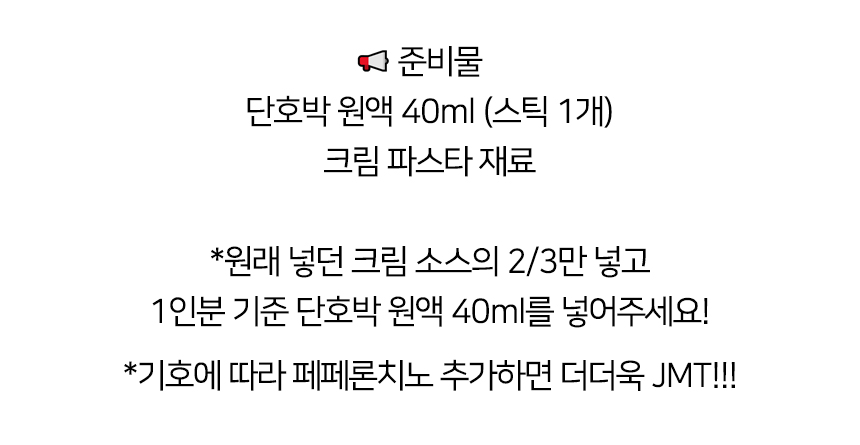 📢 준비물
단호박 원액 40ml (스틱 1개)
크림 파스타 재료
*원래 넣던 크림 소스의 2/3만 넣고
1인분 기준 단호박 원액 40ml를 넣어주세요!
*기호에 따라 페페론치노 추가하면 더더욱 JMT!!!